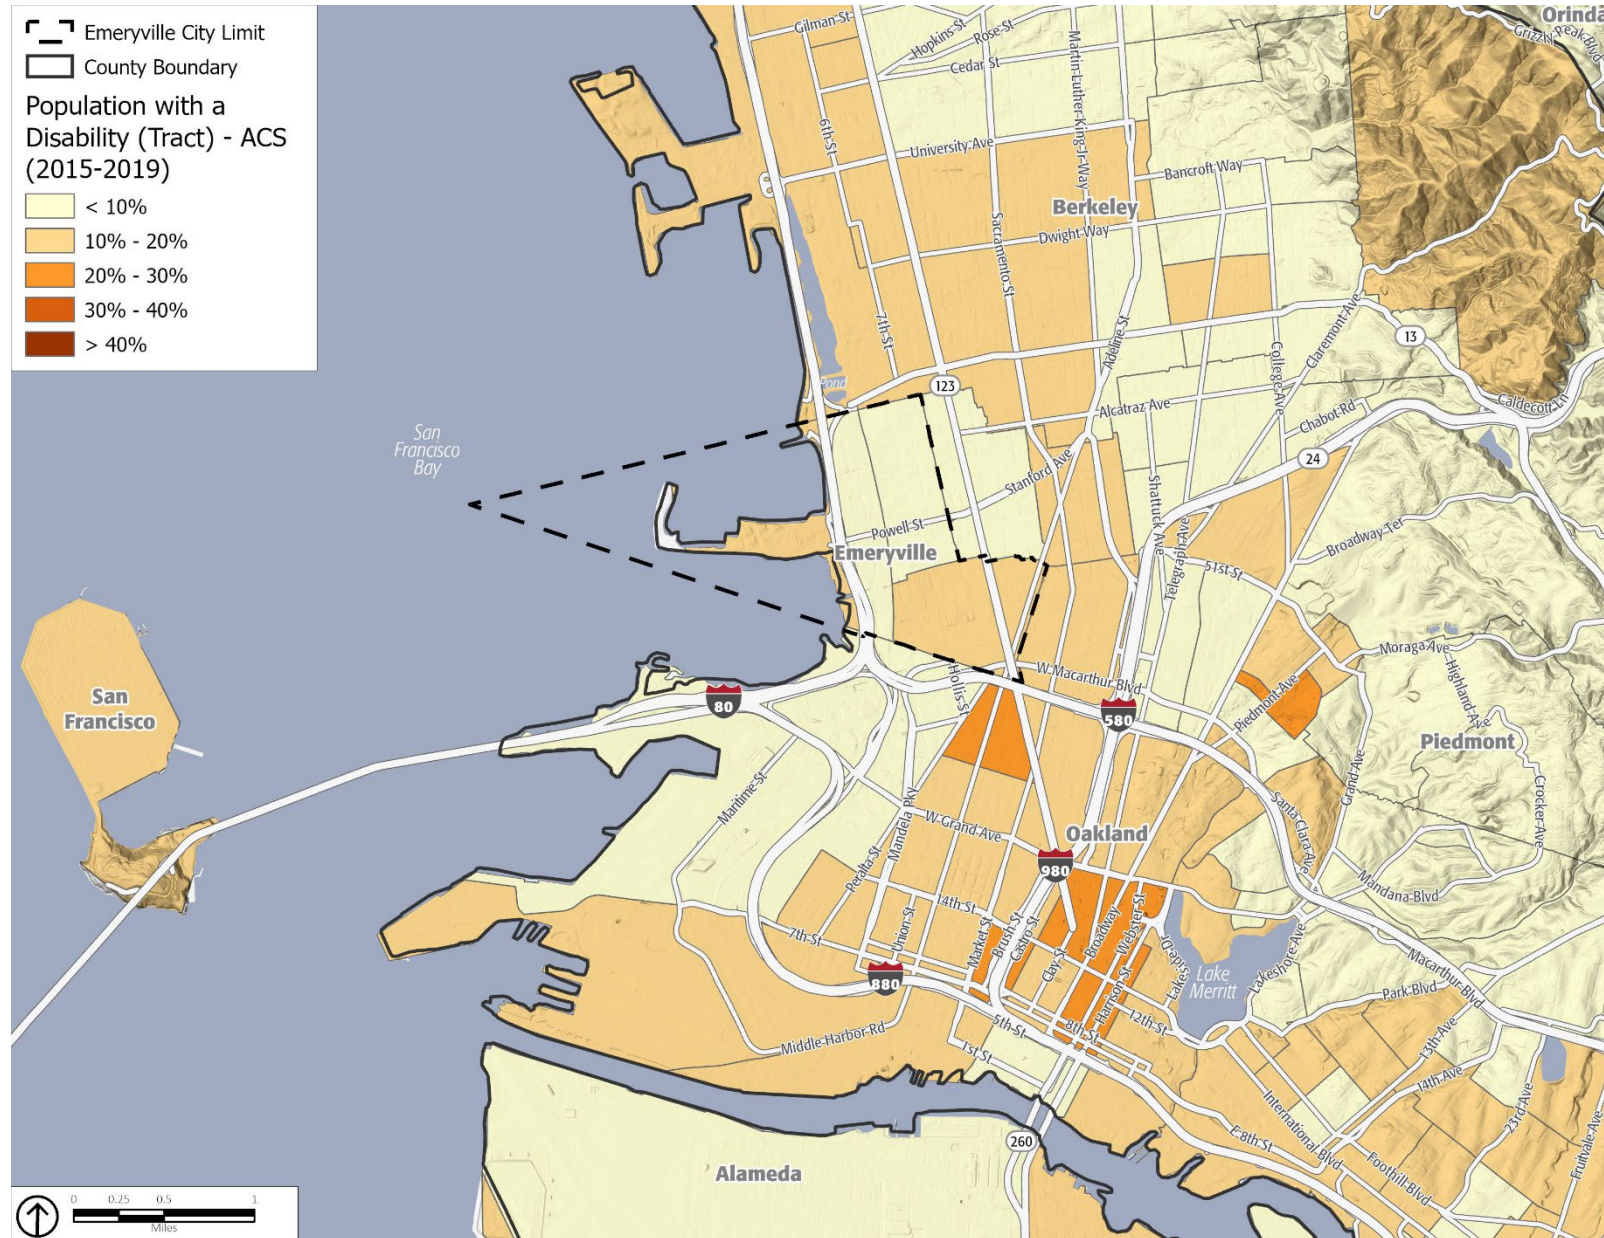 Emeryville City Limit
County Boundary
Population with a
Disability (Tract) - ACS
(2015-2019)
< 10%
10% - 20%
20% - 30%
30% - 40%
> 40%
Orinda
Grizzly Peak Blvd
Gilman St
Hopkins St
Rose St
Cedar St
Martin Luther King Jr Way
6th St
University Ave
Bancroft Way
Berkeley
Sacramento St
Dwight Way
7th St
Adeline St
College Ave
Claremont Ave
13
Pond
123
Alcatraz Ave
Chabot Rd
Caldecott Ln
San
Francisco
Bay
24
Stanford Ave
Shattuck Ave
Telegraph Ave
Powell St
Emeryville
Broadway Ter
51st St
Moraga Ave
Highland Ave
Hollis St
W Macarthur Blvd
Piedmont Ave
San
Francisco
80
580
Piedmont
Maritime St
Mandela Pky
W Grand Ave
Oakland
Santa Clara Ave
Grand Ave
Crocker Ave
Peralta St
980
Mandana Blvd
14th St
Union St
Market St
Brush St
Castro St
Clay St
Broadway
Webster St
Harrison St
7th St
Lakeside Dr
Lake
Merritt
Lakeshore Ave
Macarthur Blvd
Park Blvd
880
12th St
8th St
5th St
1st St
Middle Harbor Rd
13th Ave
14th Ave
23rd Ave
International Blvd
E 8th St
Foothill Blvd
Fruitvale Ave
260
Alameda
0 0.25 0.5 1
Miles